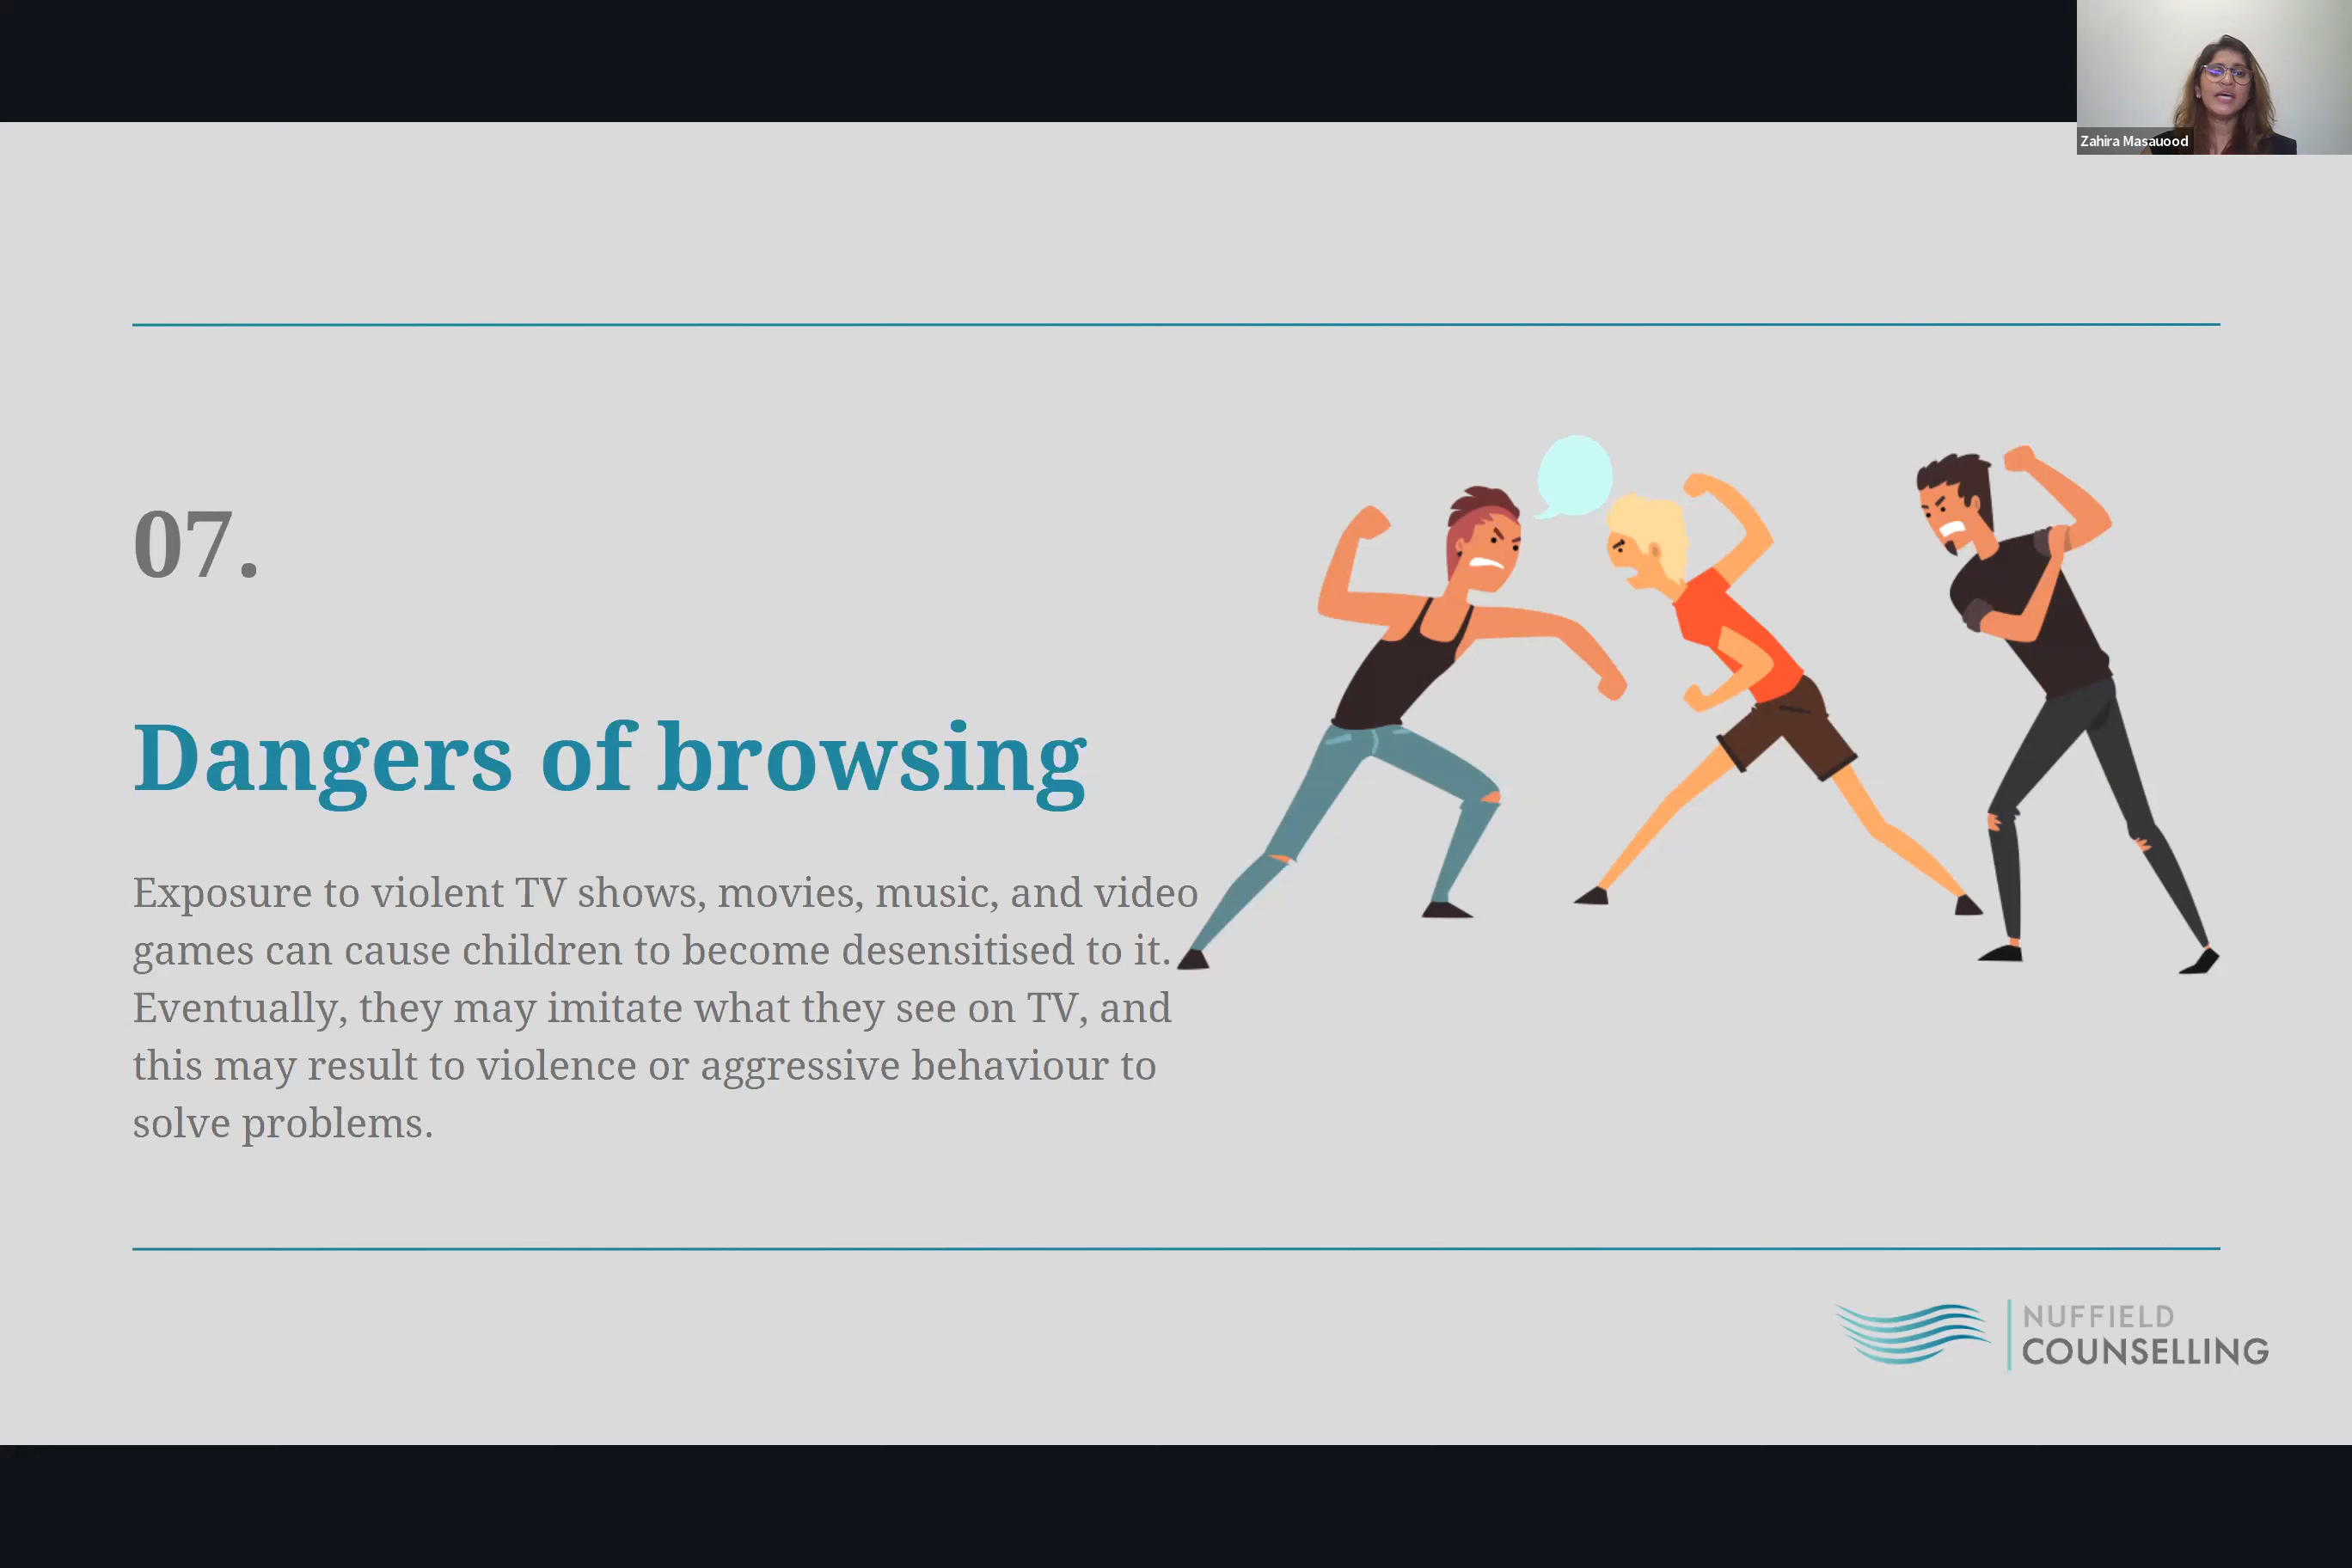 Zahira Masauood
07.
Dangers of browsing
Exposure to violent TV shows, movies, music, and video
games can cause children to become desensitised to it.
Eventually, they may imitate what they see on TV, and
this may result to violence or aggressive behaviour to
solve problems.
NUFFIELD
COUNSELLING